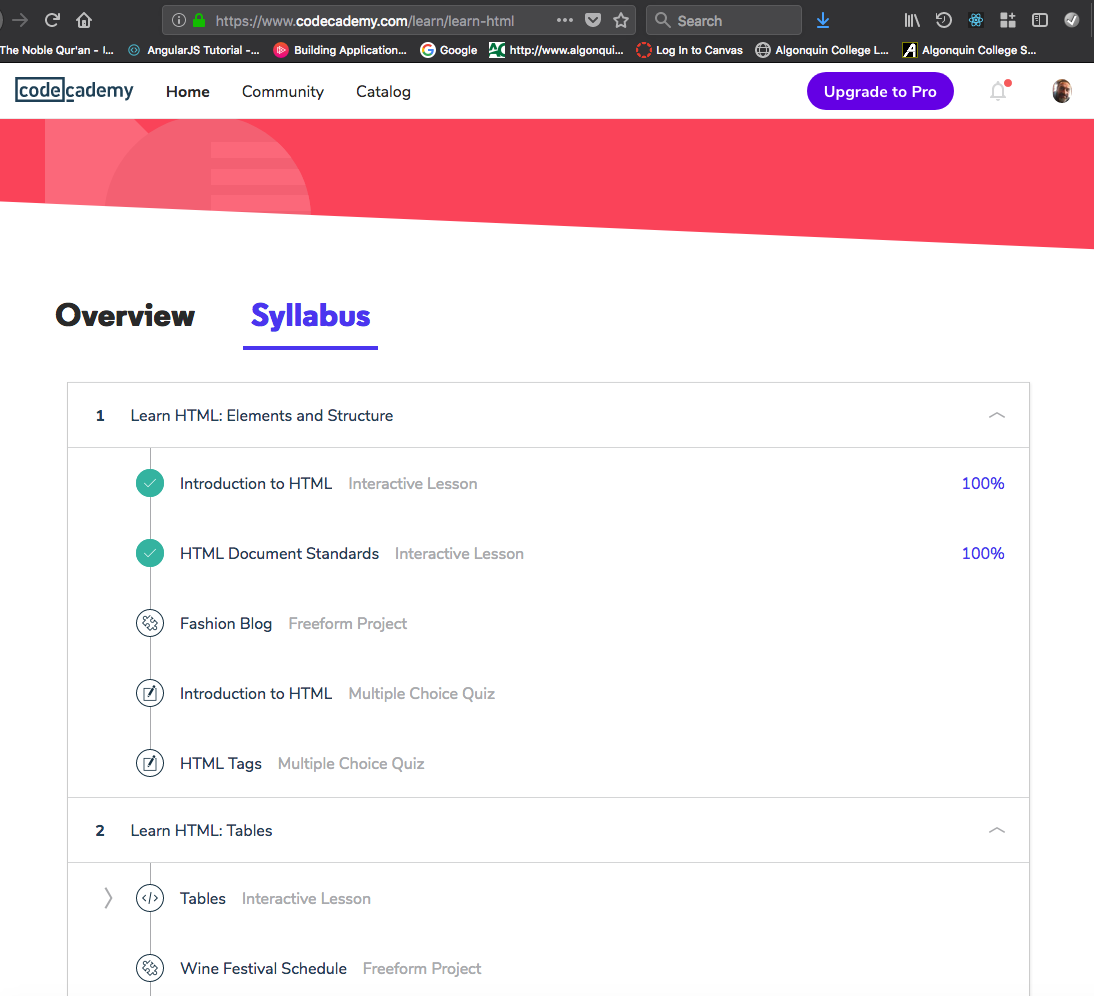 https://www.codecademy.com/learn/learn-html
Search
The Noble Qur'an - I... AngularJS Tutorial -... Building Application... Google http://www.algonqui... Log In to Canvas Algonquin College L... Algonquin College S...
codecademy Home Community Catalog Upgrade to Pro
Overview Syllabus
1 Learn HTML: Elements and Structure
Introduction to HTML Interactive Lesson 100%
HTML Document Standards Interactive Lesson 100%
Fashion Blog Freeform Project
Introduction to HTML Multiple Choice Quiz
HTML Tags Multiple Choice Quiz
2 Learn HTML: Tables
Tables Interactive Lesson
Wine Festival Schedule Freeform Project